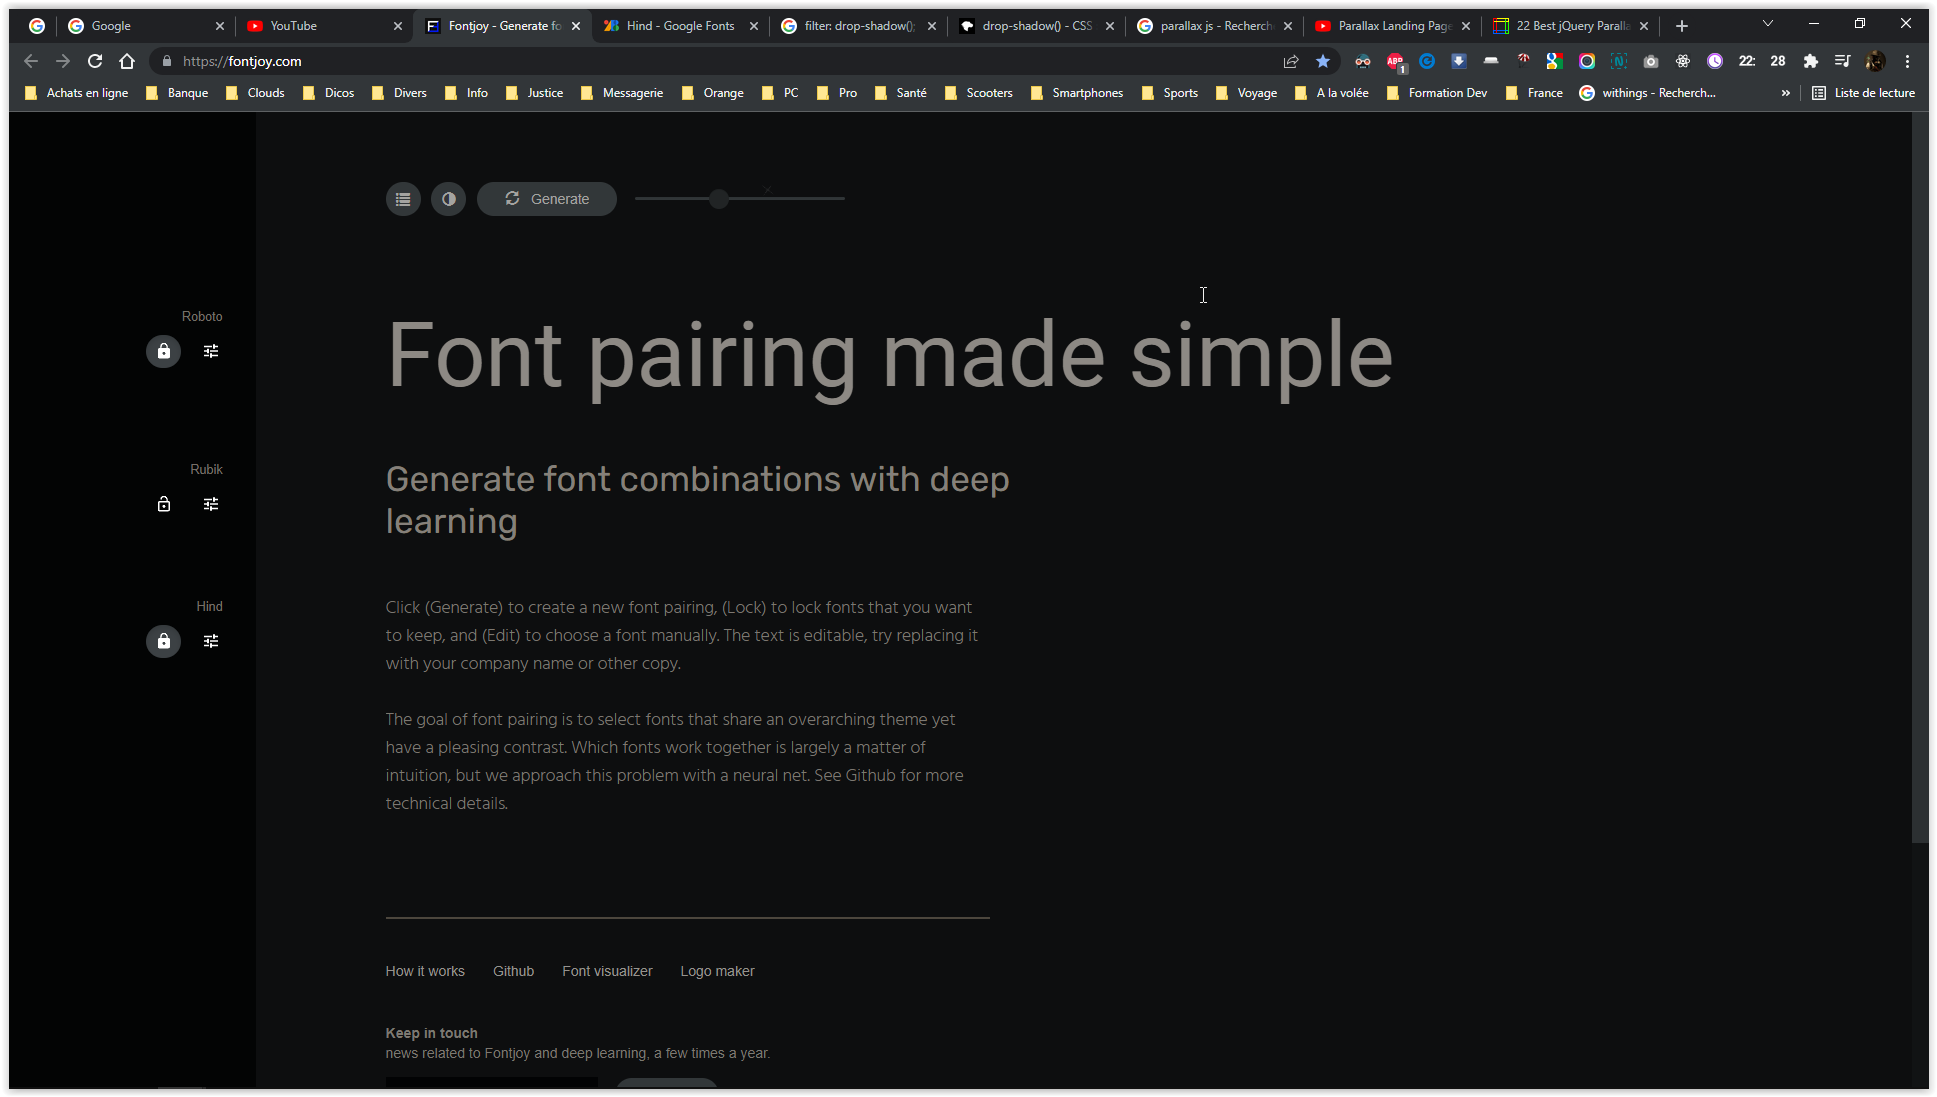 Google
YouTube
Fontjoy - Generate fo
Hind - Google Fonts
filter: drop-shadow();
drop-shadow() - CSS
parallax js - Recherch
Parallax Landing Page
22 Best jQuery Paralla
https://fontjoy.com
ABP
1
22:
28
Achats en ligne
Banque
Clouds
Dicos
Divers
Info
Justice
Messagerie
Orange
PC
Pro
Santé
Scooters
Smartphones
Sports
Voyage
A la volée
Formation Dev
France
withings - Recherch...
»
Liste de lecture
Generate
Roboto
Font pairing made simple
Rubik
Generate font combinations with deep
learning
Hind
Click (Generate) to create a new font pairing, (Lock) to lock fonts that you want
to keep, and (Edit) to choose a font manually. The text is editable, try replacing it
with your company name or other copy.
The goal of font pairing is to select fonts that share an overarching theme yet
have a pleasing contrast. Which fonts work together is largely a matter of
intuition, but we approach this problem with a neural net. See Github for more
technical details.
How it works
Github
Font visualizer
Logo maker
Keep in touch
news related to Fontjoy and deep learning, a few times a year.